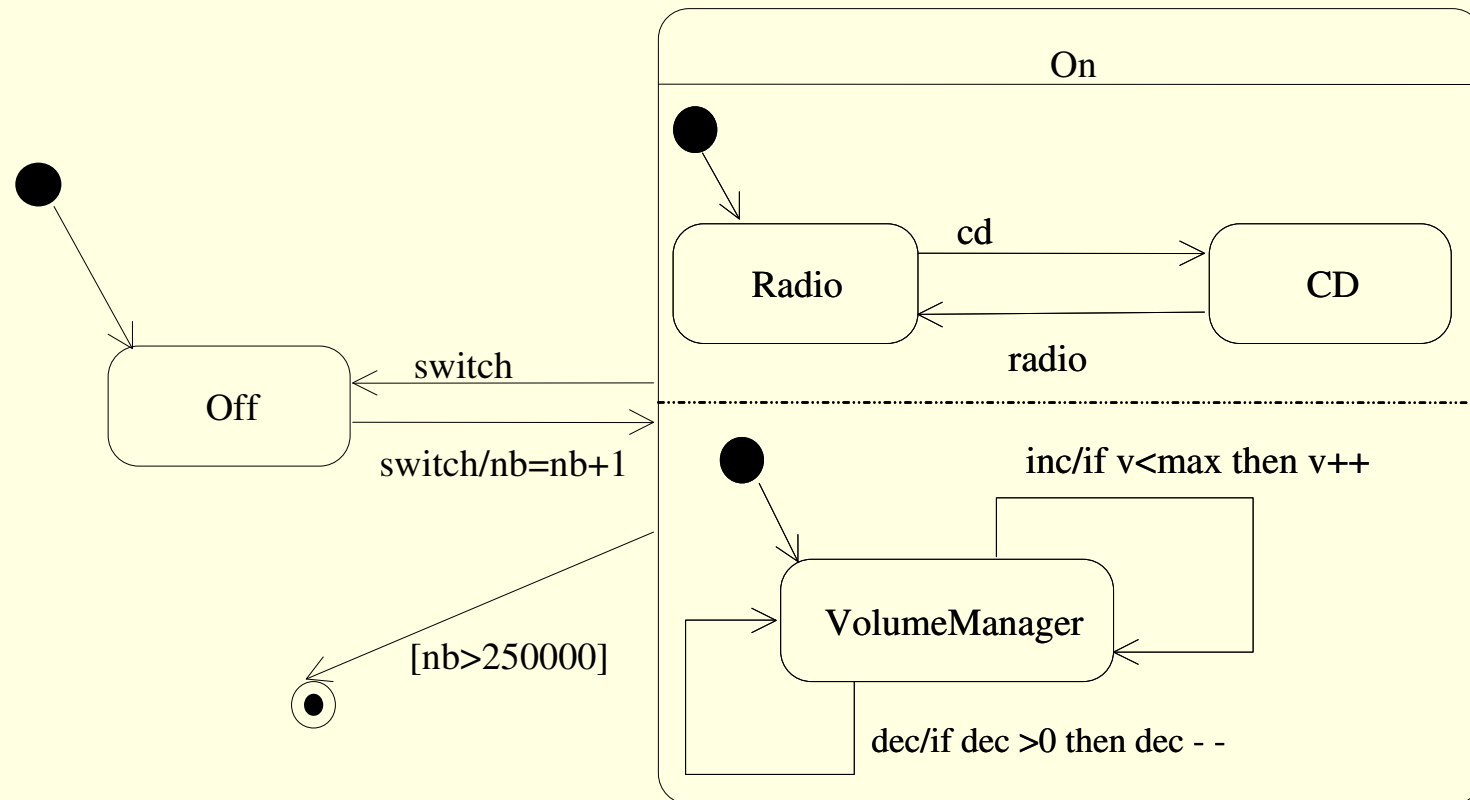 On
cd
Radio
CD
radio
switch
Off
switch/nb=nb+1
[nb>250000]
inc/if v<max then v++
VolumeManager
dec/if dec >0 then dec - -